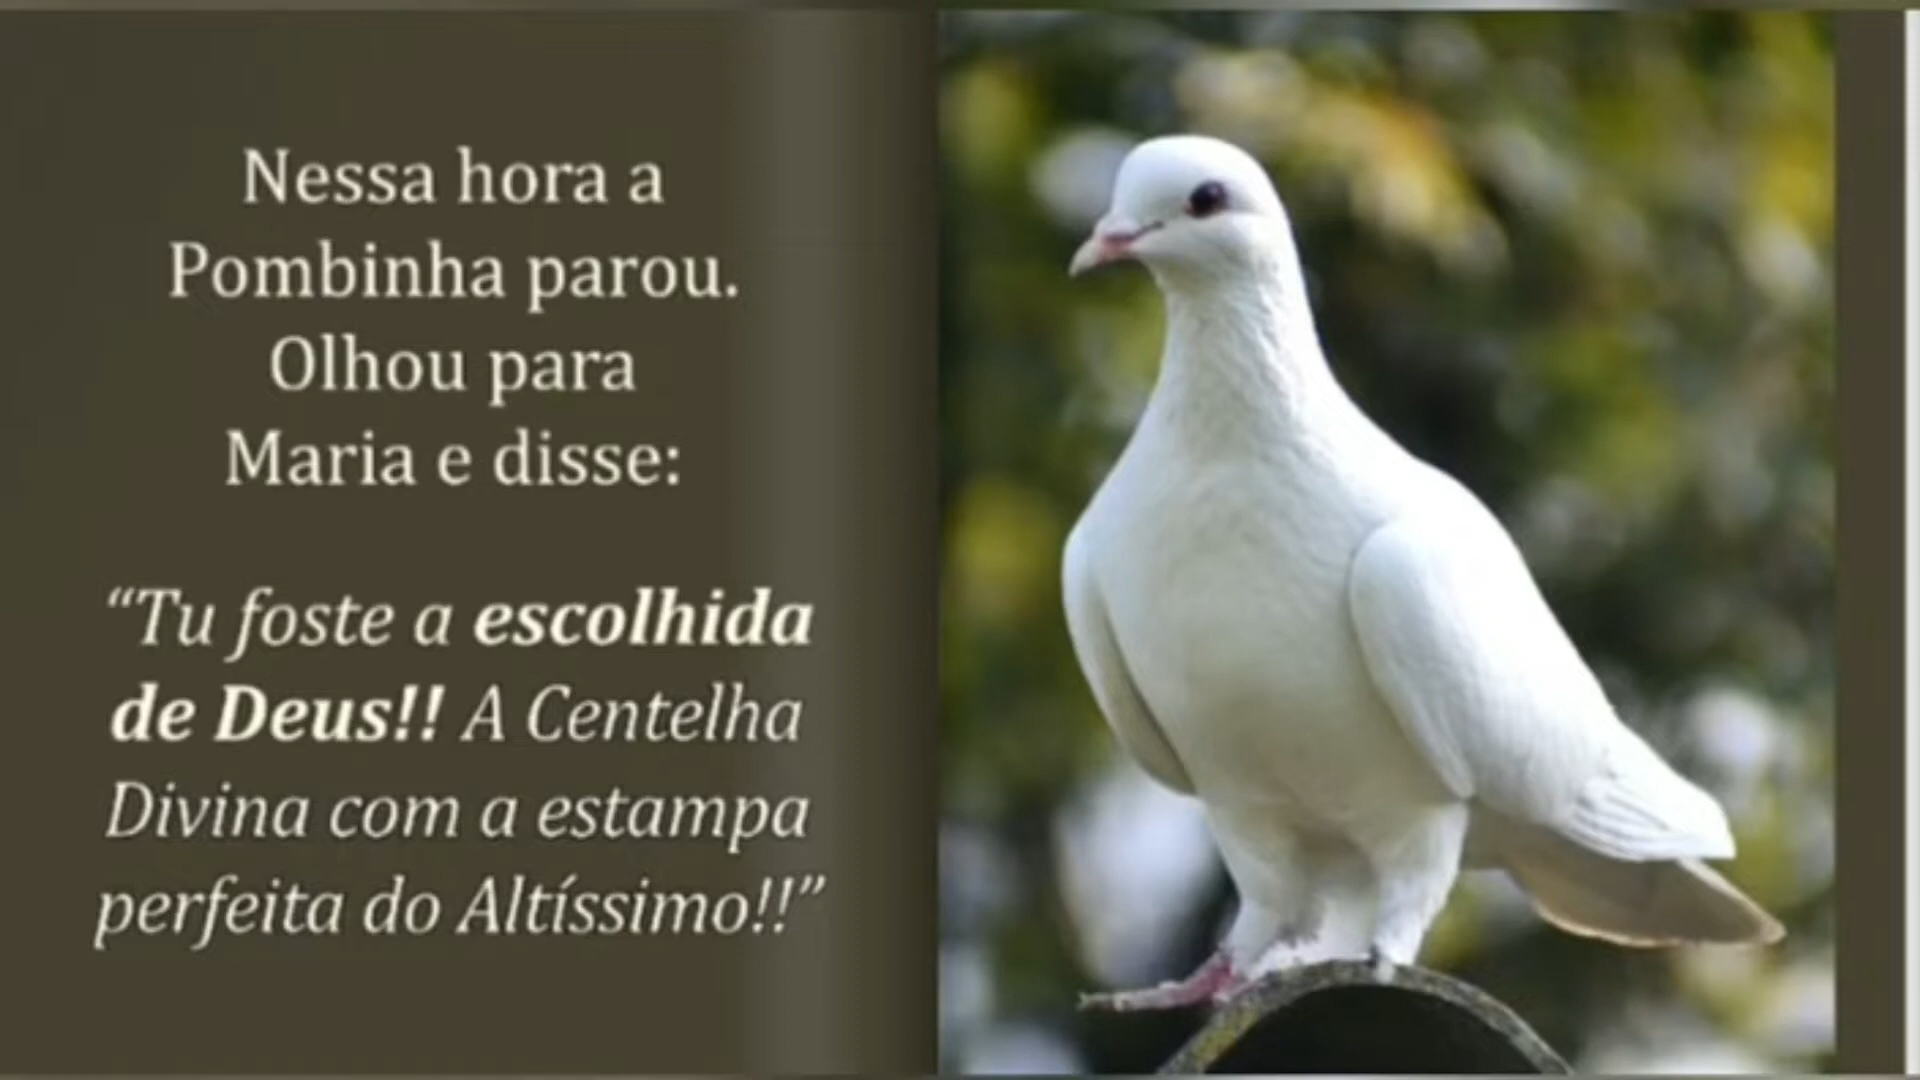 Nessa hora a
Pombinha parou.
Olhou para
Maria e disse:
“Tu foste a escolhida
de Deus!! A Centelha
Divina com a estampa
perfeita do Altíssimo!!”